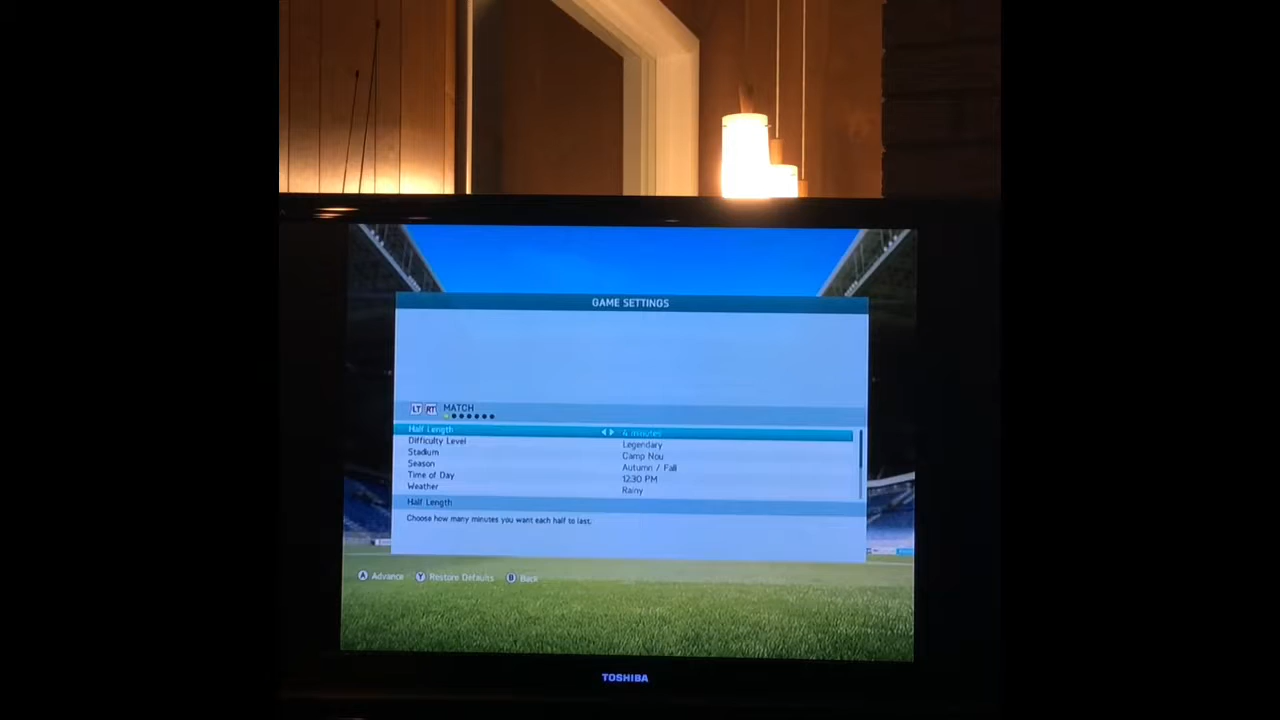 GAME SETTINGS
LT RT MATCH
Half Length 4 minutes
Difficulty Level Legendary
Stadium Camp Nou
Season Autumn / Fall
Time of Day 12:30 PM
Weather Rainy
Half Length
Choose how many minutes you want each half to last.
A Advance Y Restore Defaults B Back
TOSHIBA